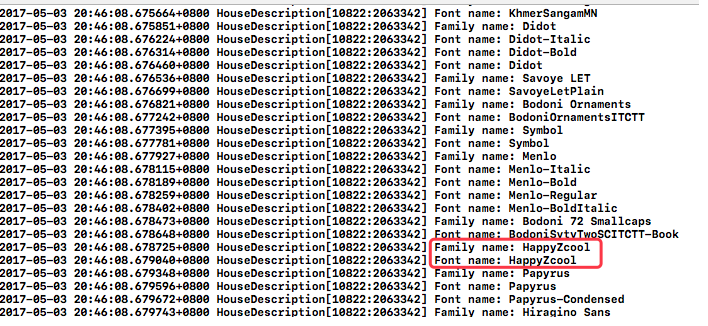 2017-05-03 20:46:08.675664+0800 HouseDescription[10822:2063342] Font name: KhmerSangamMN
2017-05-03 20:46:08.675851+0800 HouseDescription[10822:2063342] Family name: Didot
2017-05-03 20:46:08.676224+0800 HouseDescription[10822:2063342] Font name: Didot-Italic
2017-05-03 20:46:08.676314+0800 HouseDescription[10822:2063342] Font name: Didot-Bold
2017-05-03 20:46:08.676460+0800 HouseDescription[10822:2063342] Font name: Didot
2017-05-03 20:46:08.676536+0800 HouseDescription[10822:2063342] Family name: Savoye LET
2017-05-03 20:46:08.676699+0800 HouseDescription[10822:2063342] Font name: SavoyeLetPlain
2017-05-03 20:46:08.676821+0800 HouseDescription[10822:2063342] Family name: Bodoni Ornaments
2017-05-03 20:46:08.677242+0800 HouseDescription[10822:2063342] Font name: BodoniOrnamentsITCTT
2017-05-03 20:46:08.677395+0800 HouseDescription[10822:2063342] Family name: Symbol
2017-05-03 20:46:08.677781+0800 HouseDescription[10822:2063342] Font name: Symbol
2017-05-03 20:46:08.677927+0800 HouseDescription[10822:2063342] Family name: Menlo
2017-05-03 20:46:08.678115+0800 HouseDescription[10822:2063342] Font name: Menlo-Italic
2017-05-03 20:46:08.678189+0800 HouseDescription[10822:2063342] Font name: Menlo-Bold
2017-05-03 20:46:08.678259+0800 HouseDescription[10822:2063342] Font name: Menlo-Regular
2017-05-03 20:46:08.678402+0800 HouseDescription[10822:2063342] Font name: Menlo-BoldItalic
2017-05-03 20:46:08.678473+0800 HouseDescription[10822:2063342] Family name: Bodoni 72 Smallcaps
2017-05-03 20:46:08.678648+0800 HouseDescription[10822:2063342] Font name: BodoniSvtyTwoSCITCTT-Book
2017-05-03 20:46:08.678725+0800 HouseDescription[10822:2063342] Family name: HappyZcool
2017-05-03 20:46:08.679040+0800 HouseDescription[10822:2063342] Font name: HappyZcool
2017-05-03 20:46:08.679348+0800 HouseDescription[10822:2063342] Family name: Papyrus
2017-05-03 20:46:08.679596+0800 HouseDescription[10822:2063342] Font name: Papyrus
2017-05-03 20:46:08.679672+0800 HouseDescription[10822:2063342] Font name: Papyrus-Condensed
2017-05-03 20:46:08.679743+0800 HouseDescription[10822:2063342] Family name: Hiragino Sans